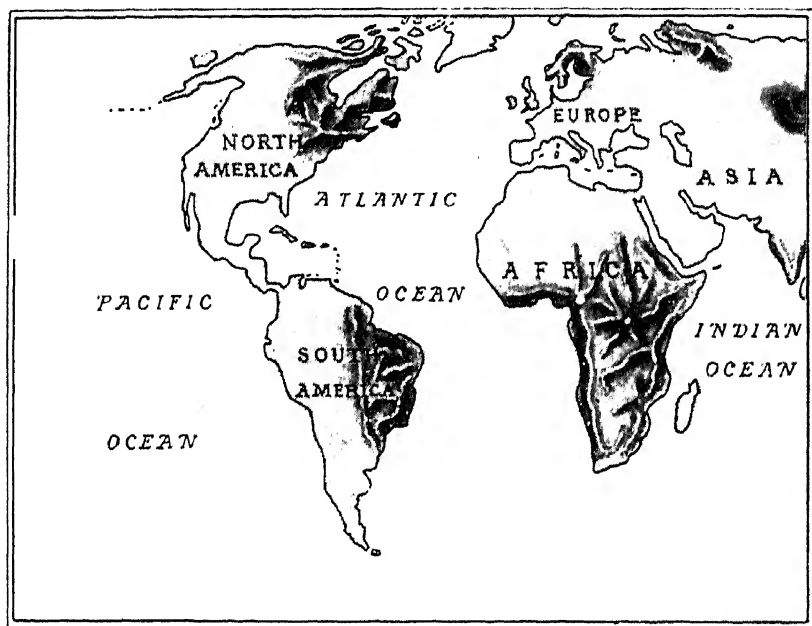 EUROPE
NORTH
AMERICA
ASIA
ATLANTIC
AFRICA
PACIFIC
OCEAN
INDIAN
OCEAN
SOUTH
AMERICA
OCEAN